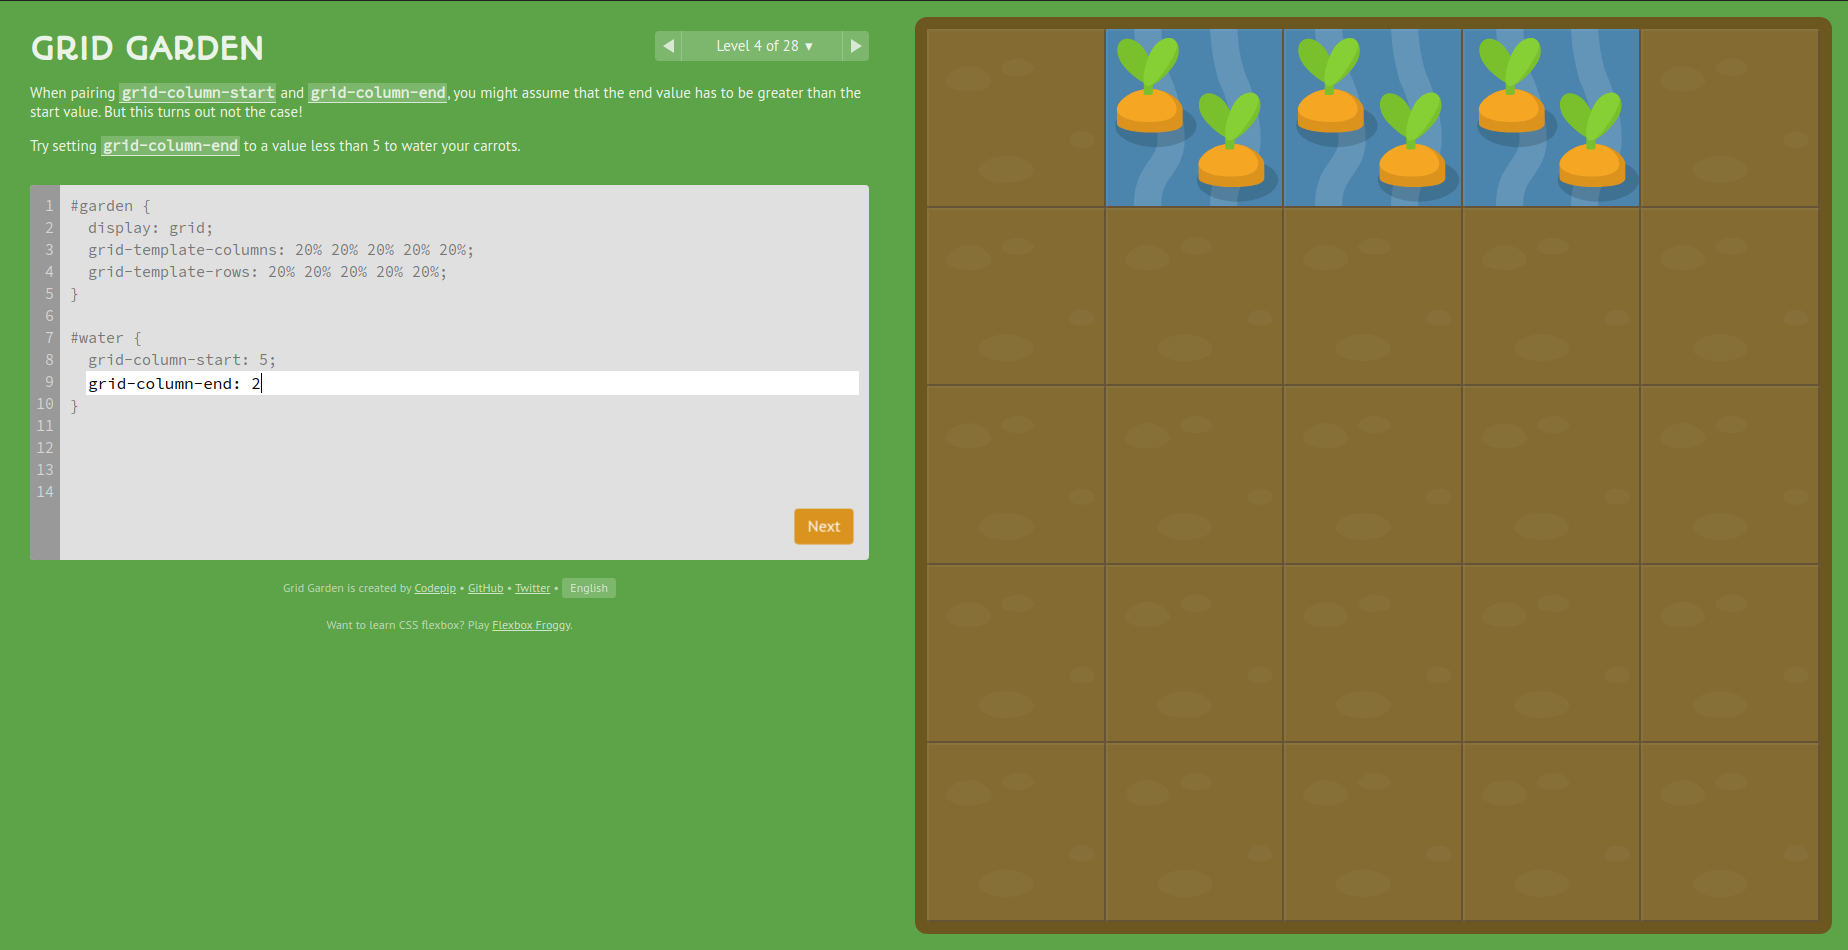 GRID GARDEN
◀ Level 4 of 28 ▼ ▶
When pairing grid-column-start and grid-column-end, you might assume that the end value has to be greater than the
start value. But this turns out not the case!
Try setting grid-column-end to a value less than 5 to water your carrots.
1 #garden {
2 display: grid;
3 grid-template-columns: 20% 20% 20% 20% 20%;
4 grid-template-rows: 20% 20% 20% 20% 20%;
5 }
6
7 #water {
8 grid-column-start: 5;
9 grid-column-end: 2
10 }
11
12
13
14
Next
Grid Garden is created by Codepip • GitHub • Twitter • English
Want to learn CSS flexbox? Play Flexbox Froggy.